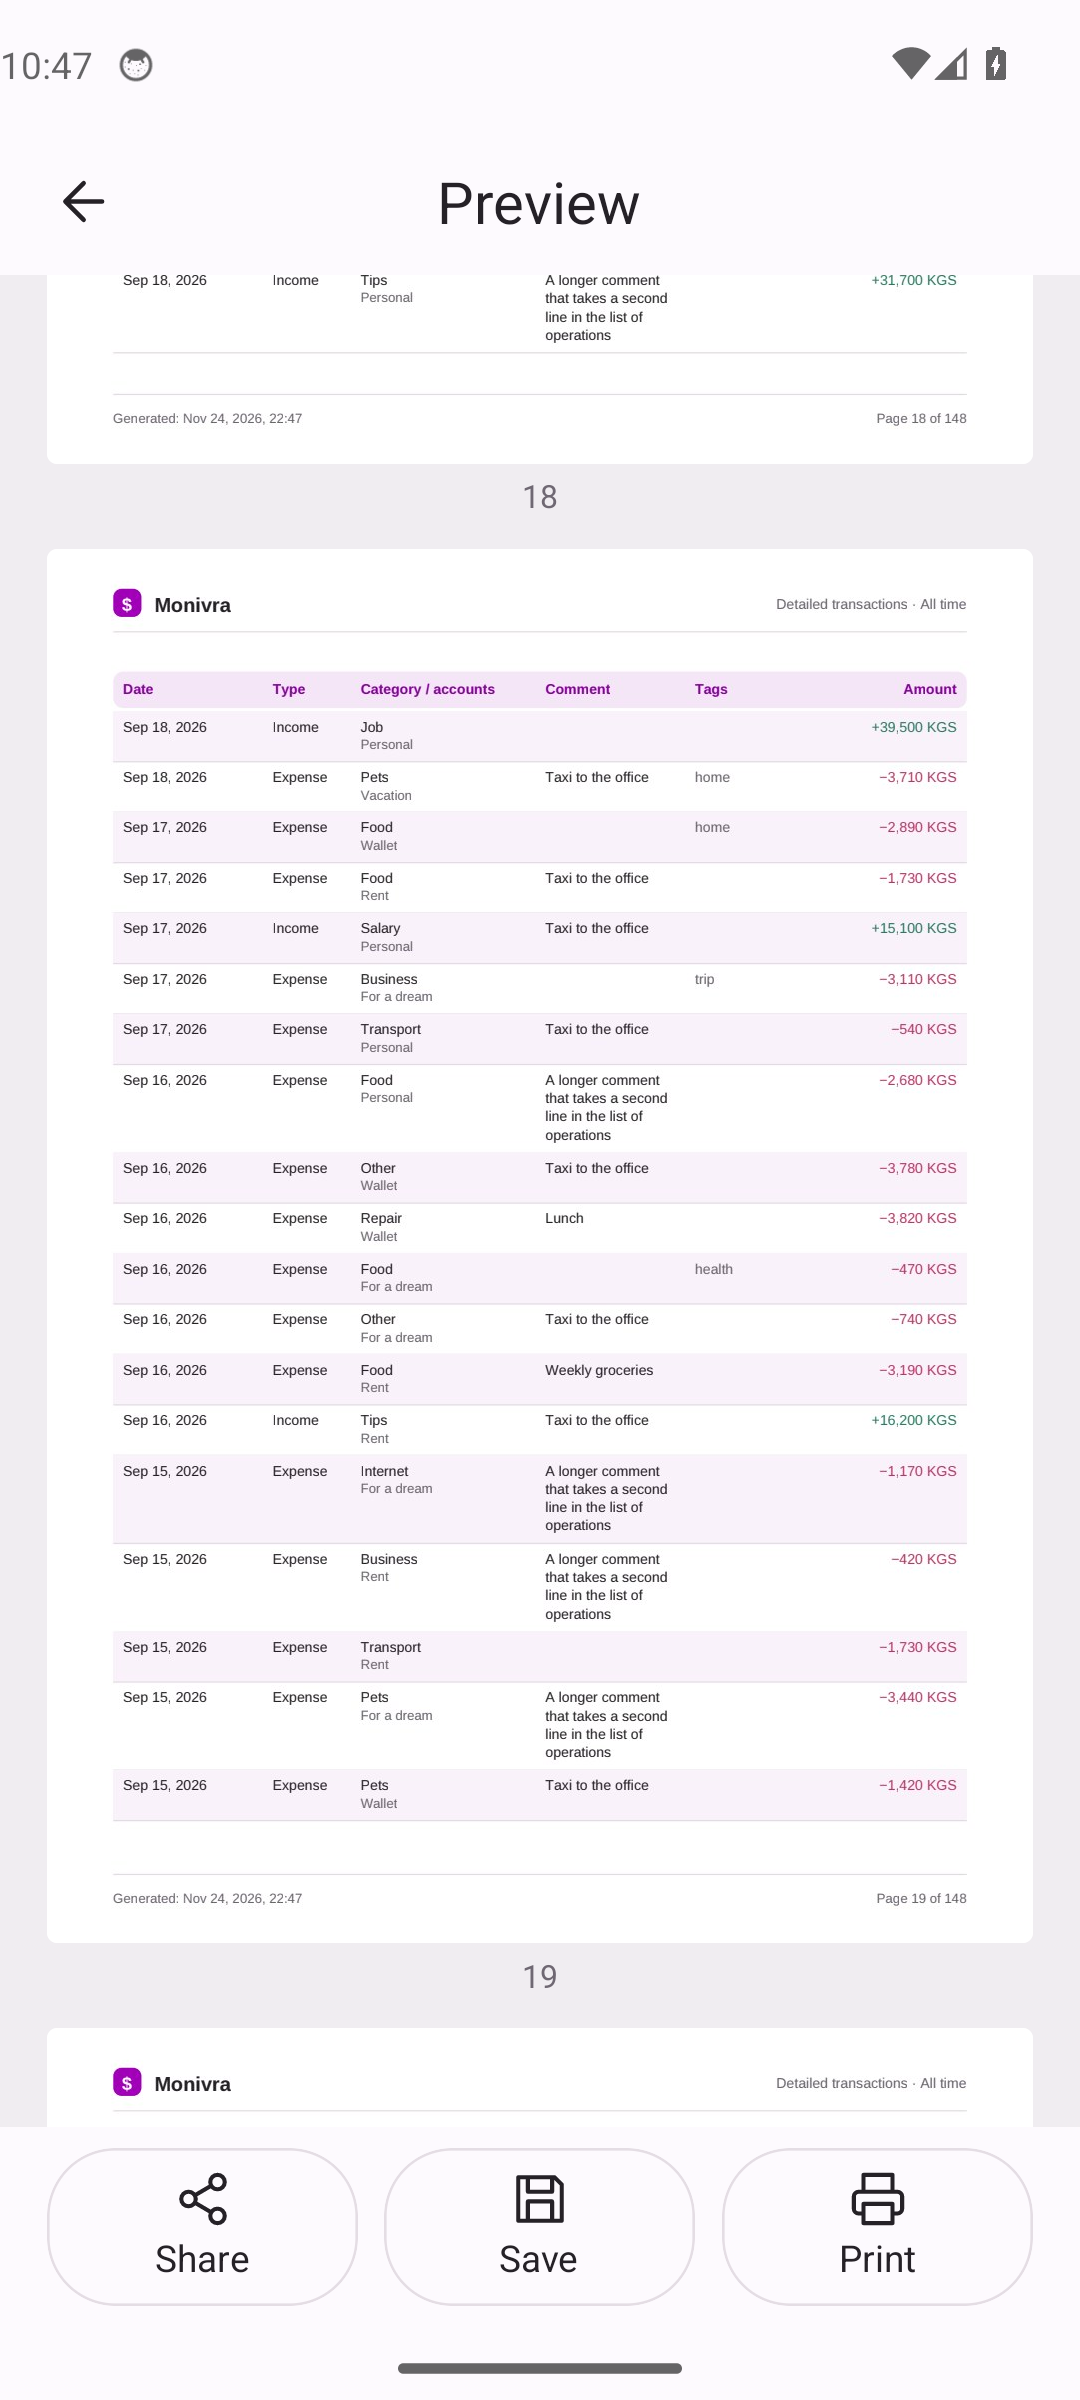 10:47
Preview
Sep 18, 2026 Income Tips A longer comment +31,700 KGS
Personal that takes a second
line in the list of
operations
Generated: Nov 24, 2026, 22:47 Page 18 of 148
18
$ Monivra Detailed transactions · All time
Date Type Category / accounts Comment Tags Amount
Sep 18, 2026 Income Job +39,500 KGS
Personal
Sep 18, 2026 Expense Pets Taxi to the office home −3,710 KGS
Vacation
Sep 17, 2026 Expense Food home −2,890 KGS
Wallet
Sep 17, 2026 Expense Food Taxi to the office −1,730 KGS
Rent
Sep 17, 2026 Income Salary Taxi to the office +15,100 KGS
Personal
Sep 17, 2026 Expense Business trip −3,110 KGS
For a dream
Sep 17, 2026 Expense Transport Taxi to the office −540 KGS
Personal
Sep 16, 2026 Expense Food A longer comment −2,680 KGS
Personal that takes a second
line in the list of
operations
Sep 16, 2026 Expense Other Taxi to the office −3,780 KGS
Wallet
Sep 16, 2026 Expense Repair Lunch −3,820 KGS
Wallet
Sep 16, 2026 Expense Food health −470 KGS
For a dream
Sep 16, 2026 Expense Other Taxi to the office −740 KGS
For a dream
Sep 16, 2026 Expense Food Weekly groceries −3,190 KGS
Rent
Sep 16, 2026 Income Tips Taxi to the office +16,200 KGS
Rent
Sep 15, 2026 Expense Internet A longer comment −1,170 KGS
For a dream that takes a second
line in the list of
operations
Sep 15, 2026 Expense Business A longer comment −420 KGS
Rent that takes a second
line in the list of
operations
Sep 15, 2026 Expense Transport −1,730 KGS
Rent
Sep 15, 2026 Expense Pets A longer comment −3,440 KGS
For a dream that takes a second
line in the list of
operations
Sep 15, 2026 Expense Pets Taxi to the office −1,420 KGS
Wallet
Generated: Nov 24, 2026, 22:47 Page 19 of 148
19
$ Monivra Detailed transactions · All time
Share Save Print